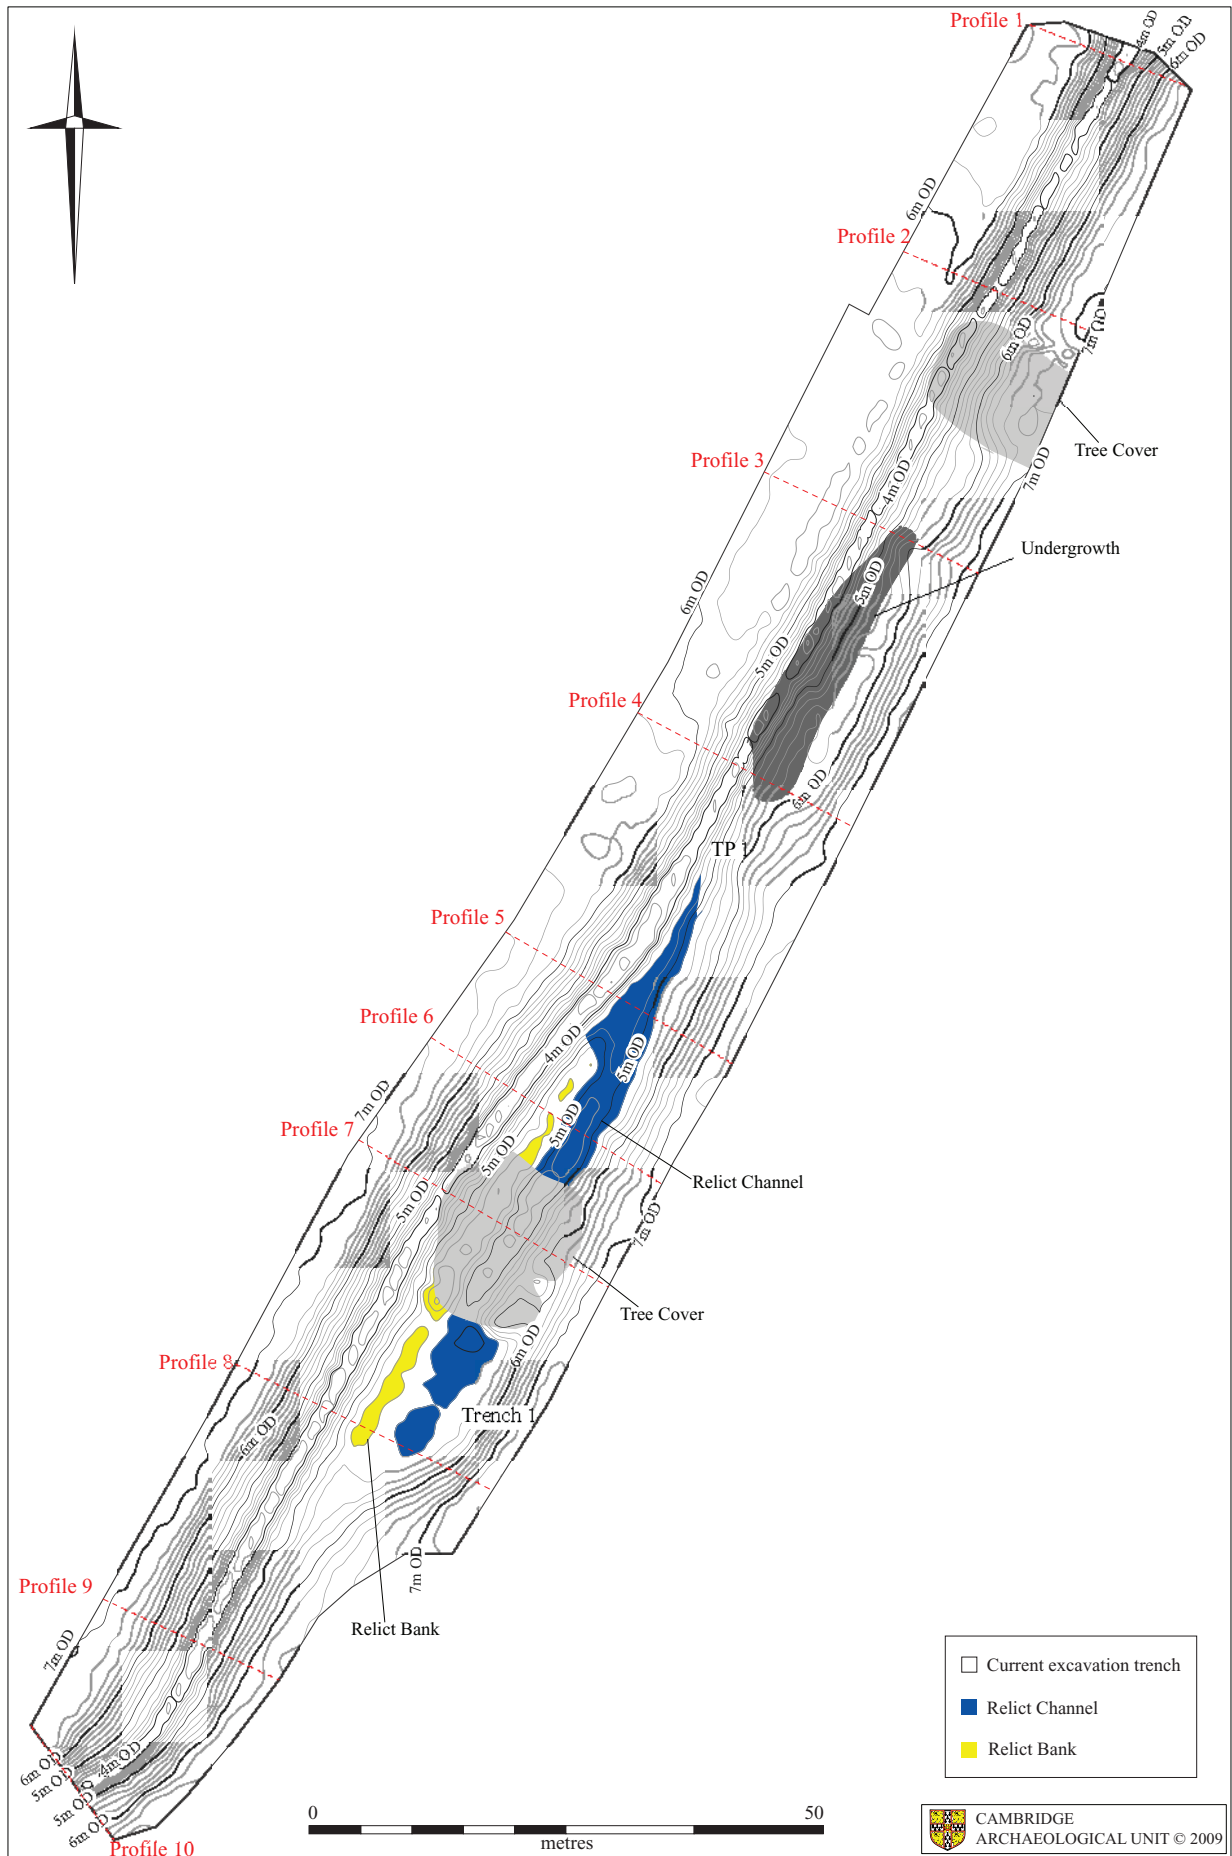 Profile 1
4m OD
5m OD
6m OD
6m OD
Profile 2
6m OD
7m OD
Tree Cover
Profile 3
4m OD
7m OD
Undergrowth
5m OD
6m OD
5m OD
Profile 4
6m OD
TP 1
Profile 5
Profile 6
4m OD
5m OD
7m OD
Profile 7
5m OD
5m OD
Relict Channel
5m OD
7m OD
Tree Cover
6m OD
Profile 8
Trench 1
6m OD
7m OD
Profile 9
Relict Bank
7m OD
6m OD
5m OD
4m OD
5m OD
6m OD
Profile 10
0
50
metres
Current excavation trench
Relict Channel
Relict Bank
CAMBRIDGE
ARCHAEOLOGICAL UNIT © 2009